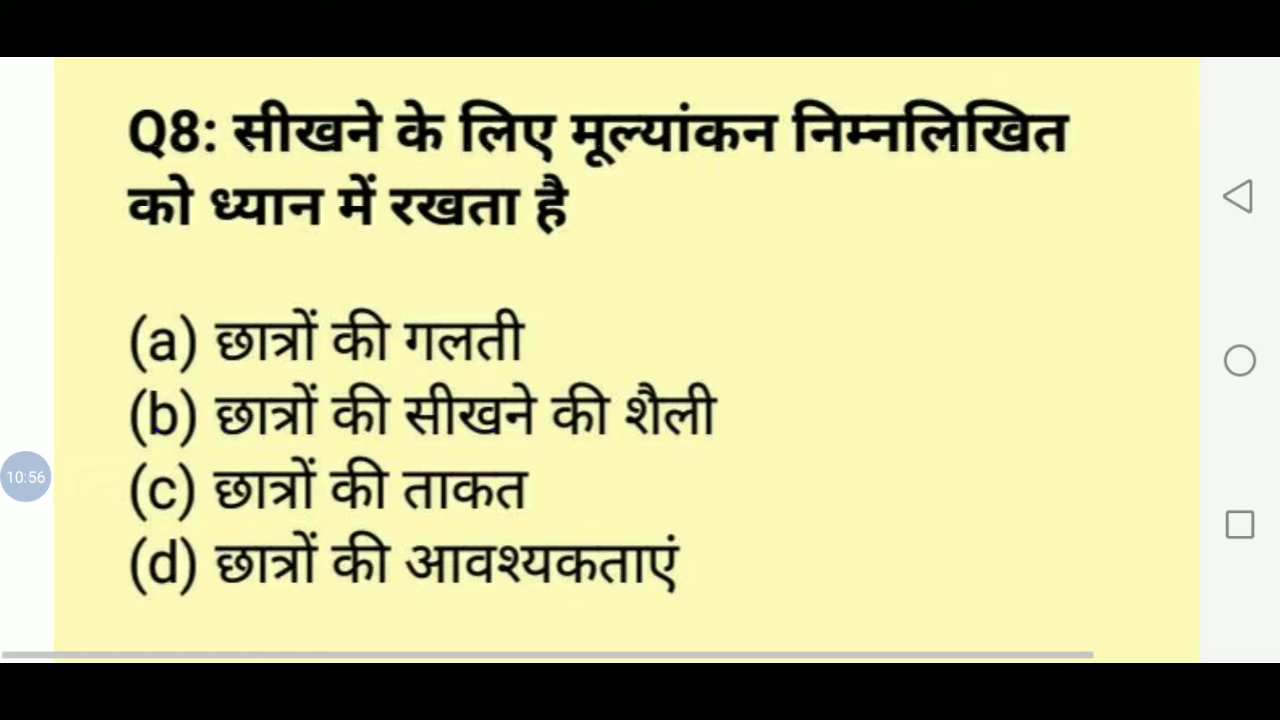 Q8: सीखने के लिए मूल्यांकन निम्नलिखित
को ध्यान में रखता है
(a) छात्रों की गलती
(b) छात्रों की सीखने की शैली
10:56
(c) छात्रों की ताकत
(d) छात्रों की आवश्यकताएं